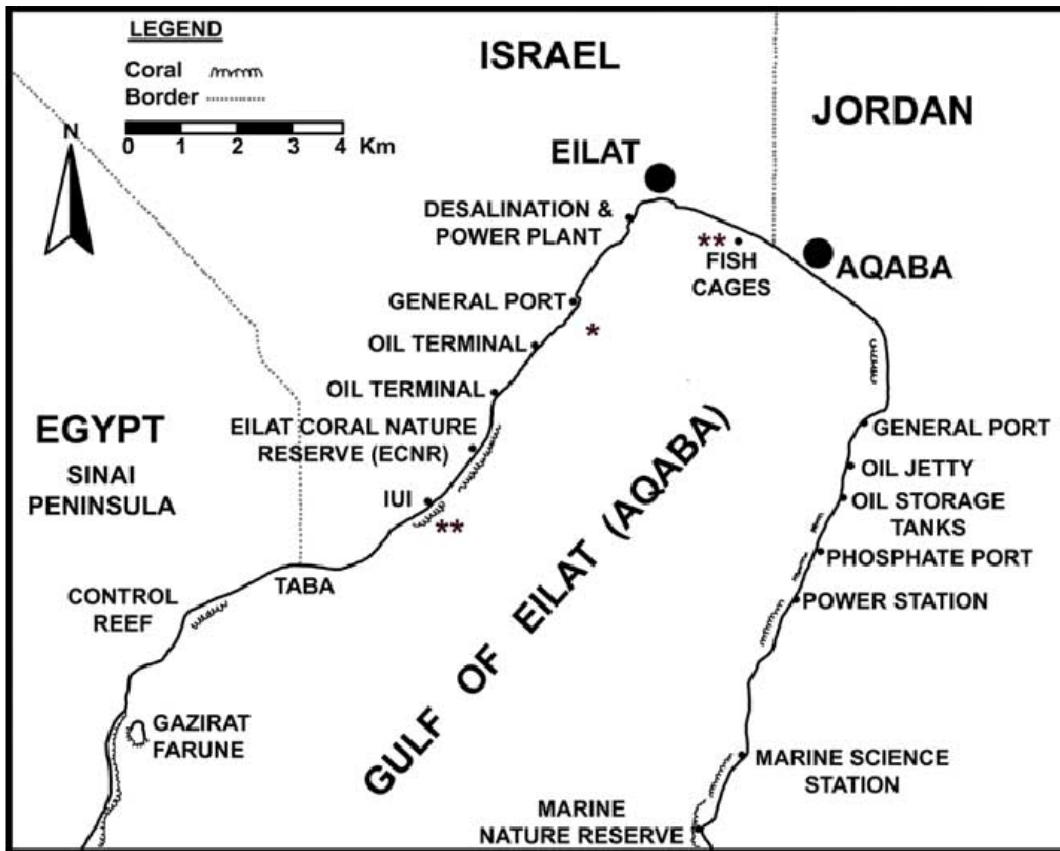 LEGEND
Coral
Border
0 1 2 3 4 Km
N
ISRAEL
JORDAN
EILAT
DESALINATION &
POWER PLANT
**
FISH
CAGES
AQABA
GENERAL PORT
*
OIL TERMINAL
OIL TERMINAL
EGYPT
SINAI
PENINSULA
EILAT CORAL NATURE
RESERVE (ECNR)
IUI
**
TABA
CONTROL
REEF
GAZIRAT
FARUNE
GULF OF EILAT (AQABA)
GENERAL PORT
OIL JETTY
OIL STORAGE
TANKS
PHOSPHATE PORT
POWER STATION
MARINE SCIENCE
STATION
MARINE
NATURE RESERVE